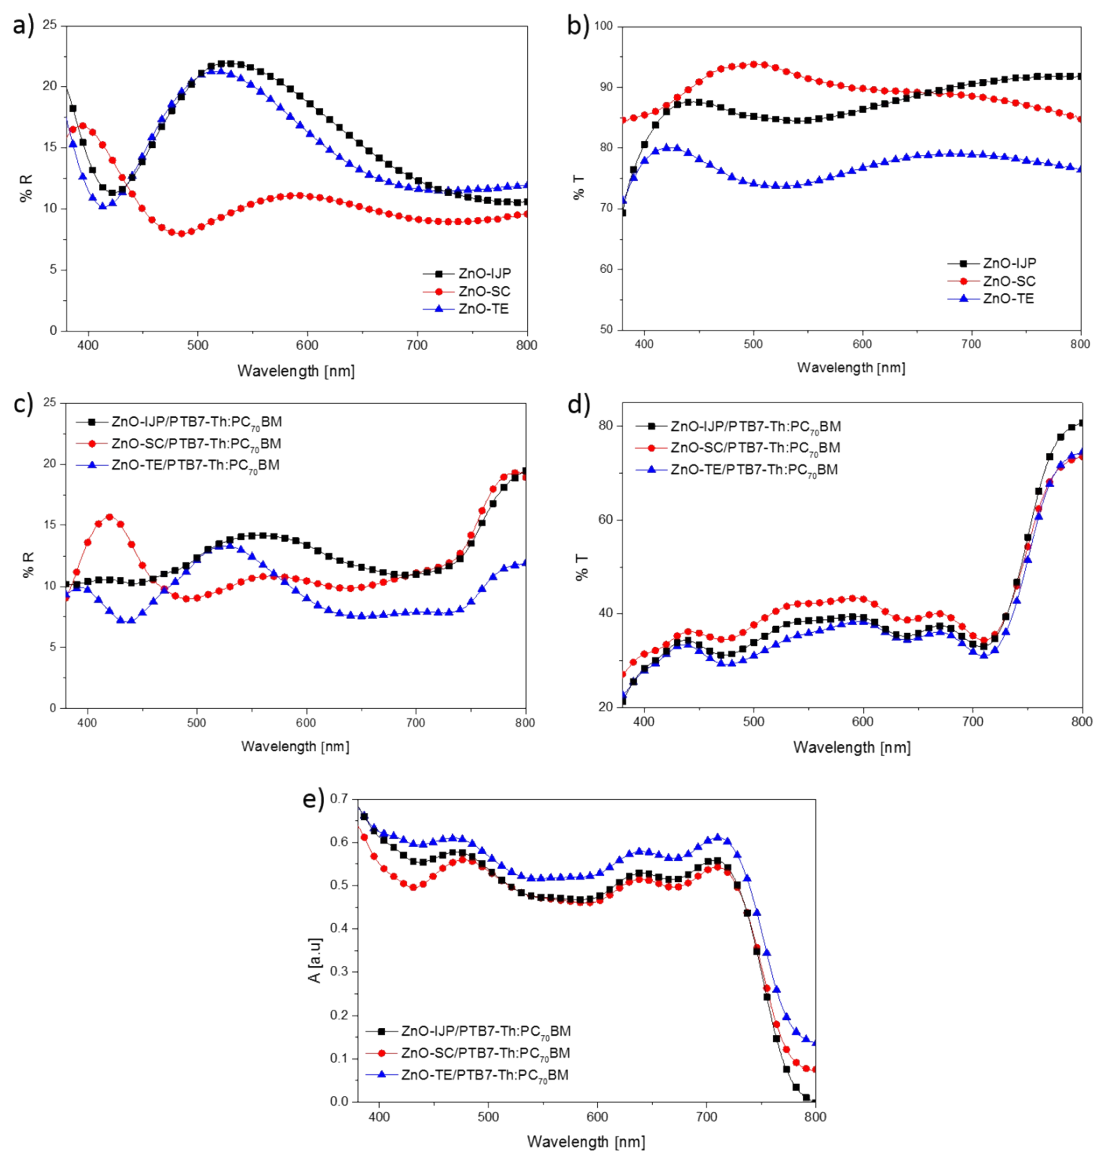 a)
25
20
15
10
5
0
% R
400
500
600
700
800
Wavelength [nm]
ZnO-IJP
ZnO-SC
ZnO-TE
b)
100
90
80
70
60
50
% T
400
500
600
700
800
Wavelength [nm]
ZnO-IJP
ZnO-SC
ZnO-TE
c)
25
20
15
10
5
0
% R
400
500
600
700
800
Wavelength [nm]
ZnO-IJP/PTB7-Th:PC70BM
ZnO-SC/PTB7-Th:PC70BM
ZnO-TE/PTB7-Th:PC70BM
d)
80
60
40
20
% T
400
500
600
700
800
Wavelength [nm]
ZnO-IJP/PTB7-Th:PC70BM
ZnO-SC/PTB7-Th:PC70BM
ZnO-TE/PTB7-Th:PC70BM
e)
0.7
0.6
0.5
0.4
0.3
0.2
0.1
0.0
A [a.u]
400
500
600
700
800
Wavelength [nm]
ZnO-IJP/PTB7-Th:PC70BM
ZnO-SC/PTB7-Th:PC70BM
ZnO-TE/PTB7-Th:PC70BM